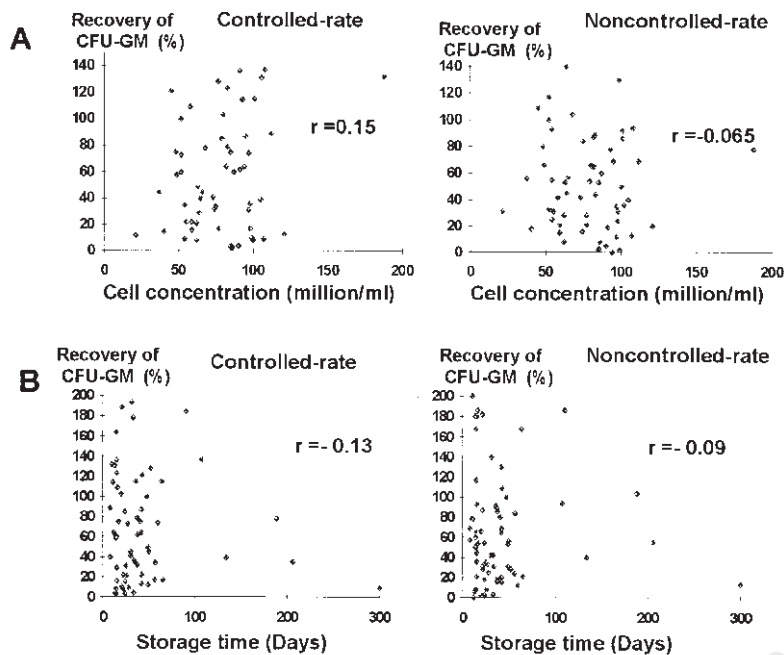 A
Recovery of
CFU-GM (%)
Controlled-rate
140
120
100
80
60
40
20
0
r =0.15
0
50
100
150
200
Cell concentration (million/ml)
Recovery of
CFU-GM (%)
Noncontrolled-rate
140
120
100
80
60
40
20
0
r =-0.065
0
50
100
150
200
Cell concentration (million/ml)
B
Recovery of
CFU-GM (%)
Controlled-rate
200
180
160
140
120
100
80
60
40
20
0
r =- 0.13
0
100
200
300
Storage time (Days)
Recovery of
CFU-GM (%)
Noncontrolled-rate
200
180
160
140
120
100
80
60
40
20
0
r =- 0.09
0
100
200
300
Storage time (Days)